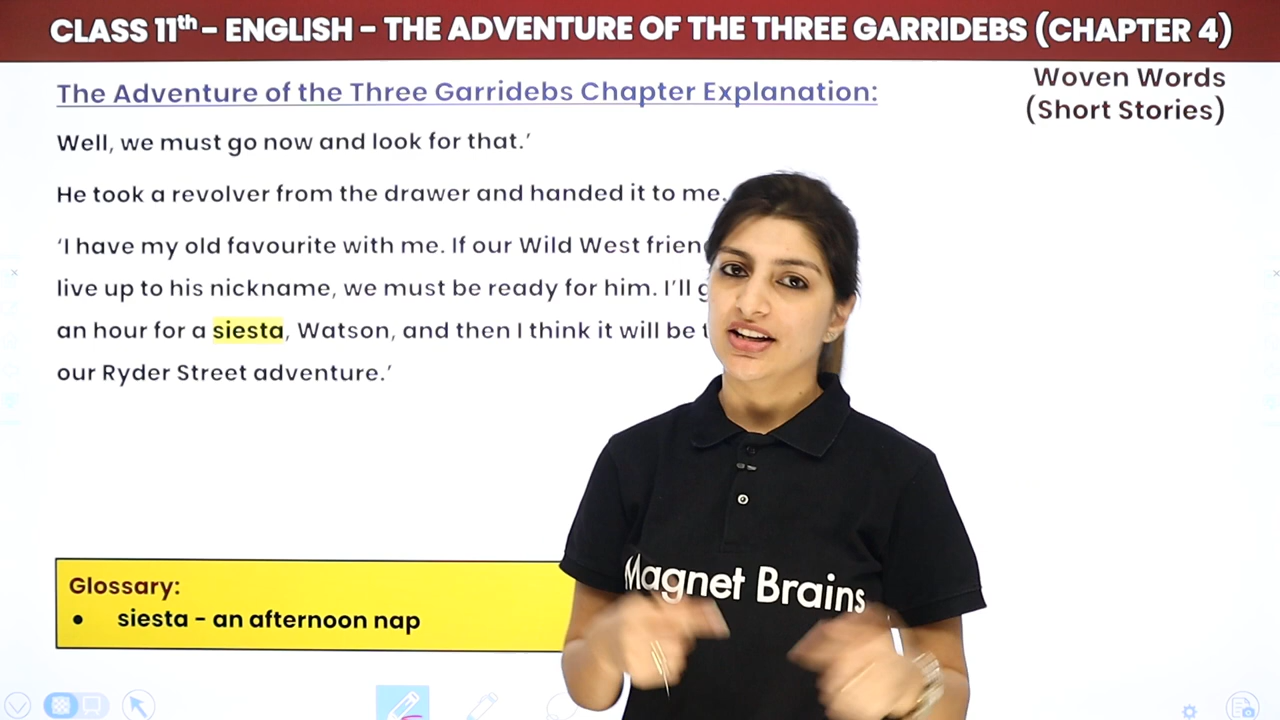 CLASS 11th - ENGLISH - THE ADVENTURE OF THE THREE GARRIDEBS (CHAPTER 4)
Woven Words
(Short Stories)
The Adventure of the Three Garridebs Chapter Explanation:
Well, we must go now and look for that.’
He took a revolver from the drawer and handed it to me.
‘I have my old favourite with me. If our Wild West
live up to his nickname, we must be ready for him. I’ll
an hour for a siesta, Watson, and then I think it will be
our Ryder Street adventure.’
Glossary:
• siesta - an afternoon nap
Magnet Brains